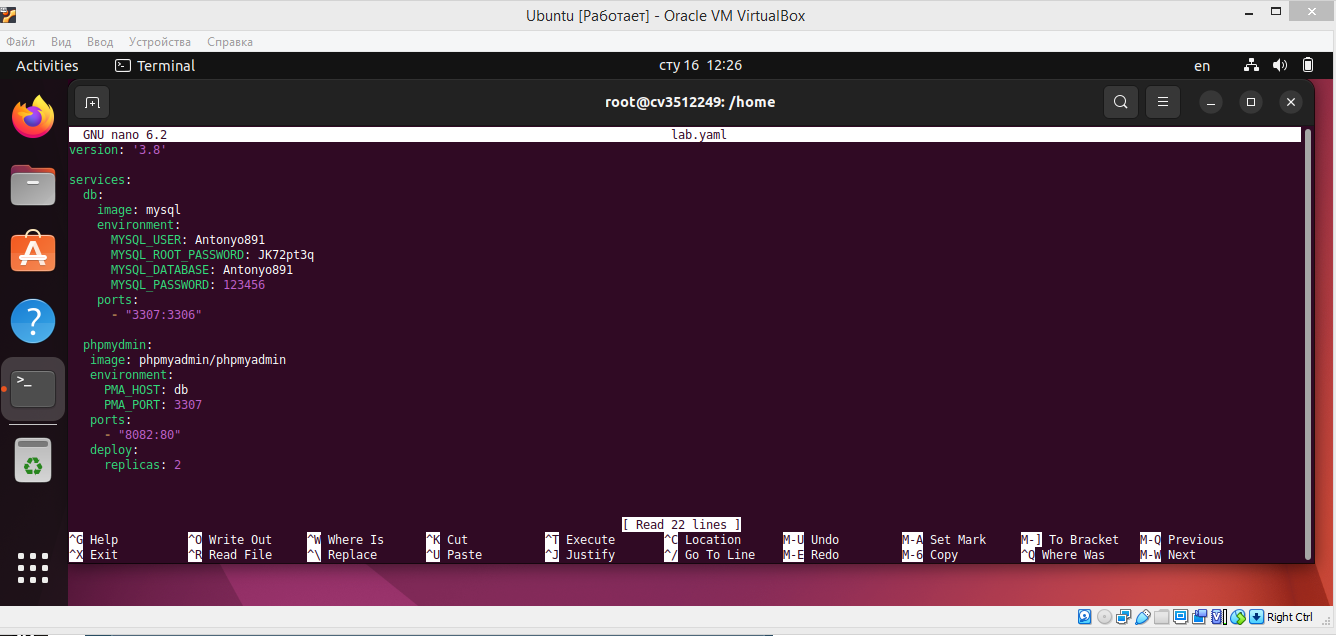 Ubuntu [Работает] - Oracle VM VirtualBox
Файл Вид Ввод Устройства Справка
Activities Terminal сту 16 12:26 en
root@cv3512249: /home
GNU nano 6.2 lab.yaml
version: '3.8'
services:
db:
image: mysql
environment:
MYSQL_USER: Antonyo891
MYSQL_ROOT_PASSWORD: JK72pt3q
MYSQL_DATABASE: Antonyo891
MYSQL_PASSWORD: 123456
ports:
- "3307:3306"
phpmydmin:
image: phpmyadmin/phpmyadmin
environment:
PMA_HOST: db
PMA_PORT: 3307
ports:
- "8082:80"
deploy:
replicas: 2
[ Read 22 lines ]
^G Help ^O Write Out ^W Where Is ^K Cut ^T Execute ^C Location M-U Undo M-A Set Mark M-] To Bracket M-Q Previous
^X Exit ^R Read File ^\ Replace ^U Paste ^J Justify ^/ Go To Line M-E Redo M-6 Copy ^Q Where Was M-W Next
Right Ctrl